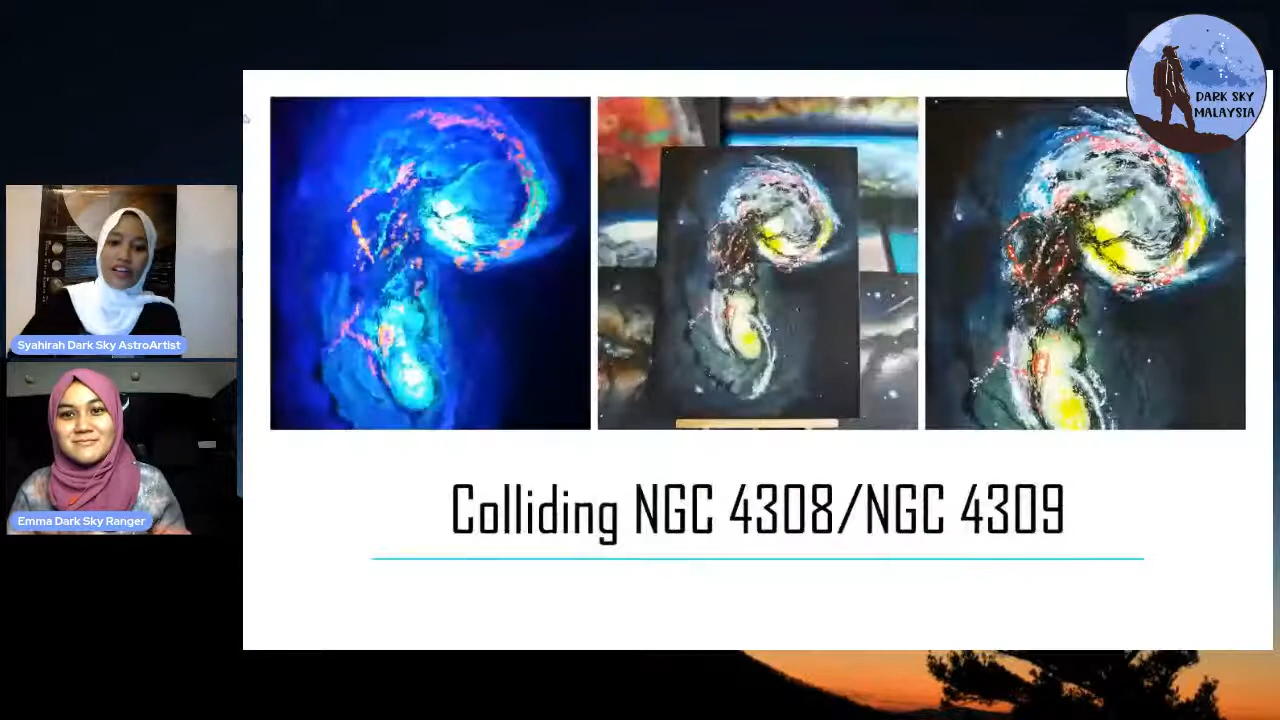 DARK SKY
MALAYSIA
Syahirah Dark Sky AstroArtist
Emma Dark Sky Ranger
Colliding NGC 4308/NGC 4309